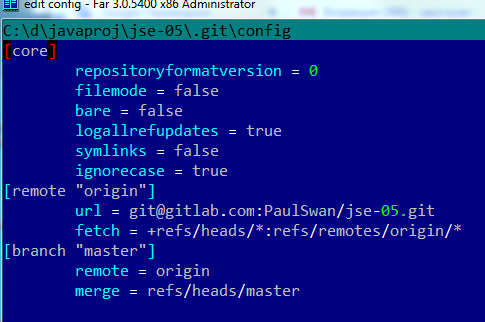 edit config - Far 3.0.5400 x86 Administrator
C:\d\javaproj\jse-05\.git\config
[core]
repositoryformatversion = 0
filemode = false
bare = false
logallrefupdates = true
symlinks = false
ignorecase = true
[remote "origin"]
url = git@gitlab.com:PaulSwan/jse-05.git
fetch = +refs/heads/*:refs/remotes/origin/*
[branch "master"]
remote = origin
merge = refs/heads/master